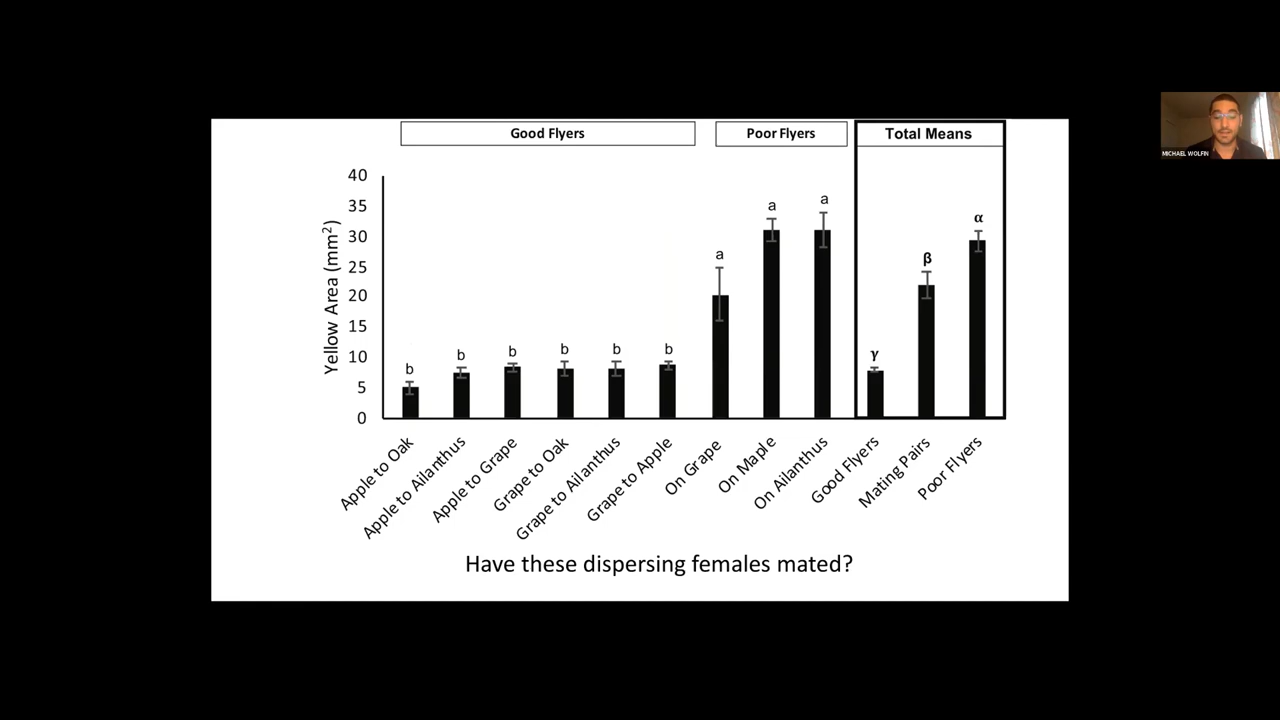 Good Flyers
Poor Flyers
Total Means
MICHAEL WOLFIN
Yellow Area (mm²)
40
35
30
25
20
15
10
5
0
b
b
b
b
b
b
a
a
a
γ
β
α
Apple to Oak
Apple to Ailanthus
Apple to Grape
Grape to Oak
Grape to Ailanthus
Grape to Apple
On Grape
On Maple
On Ailanthus
Good Flyers
Mating Pairs
Poor Flyers
Have these dispersing females mated?